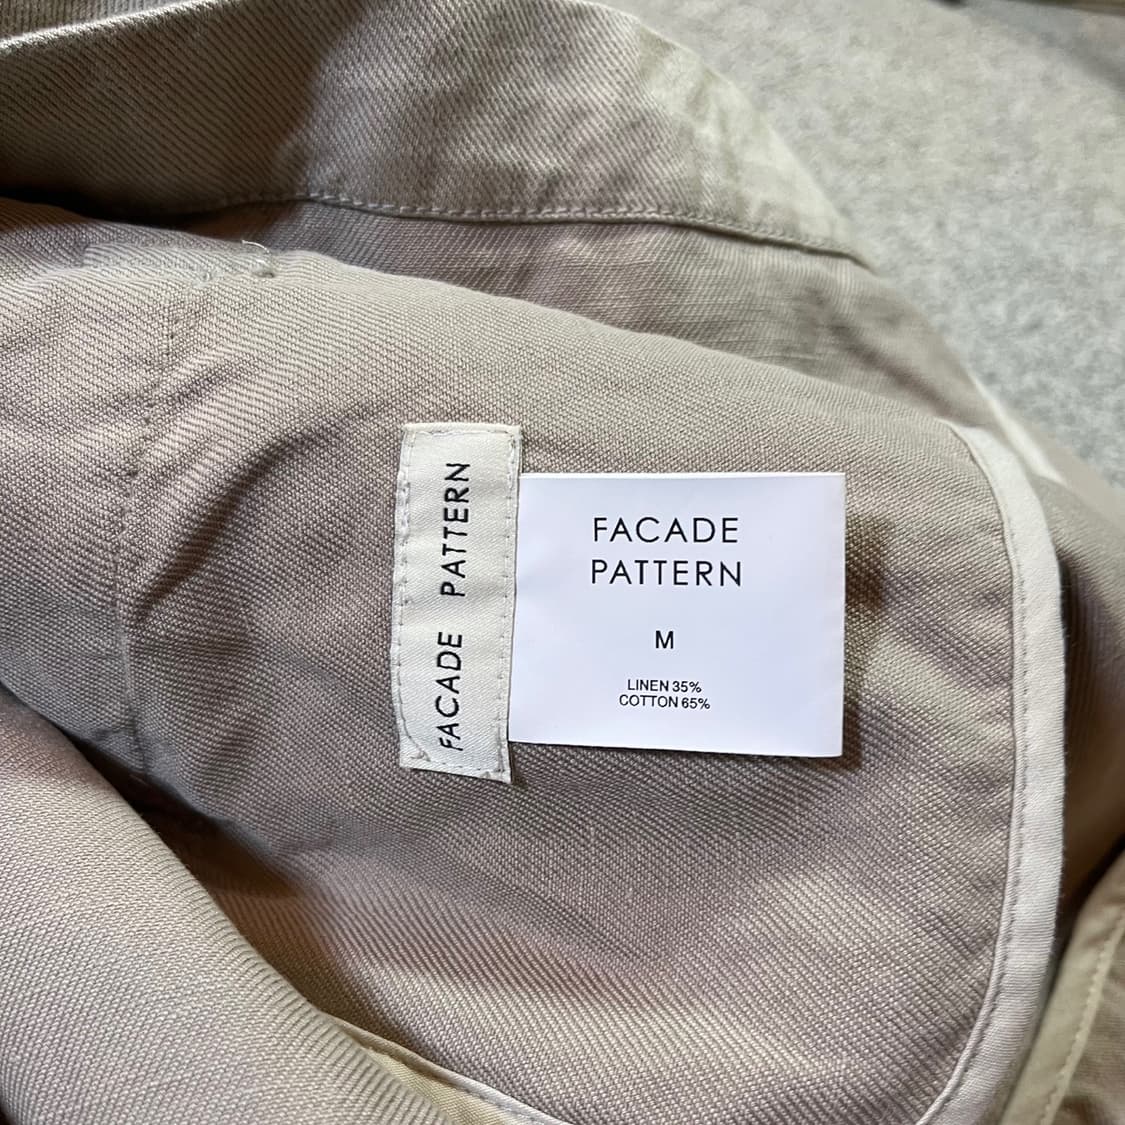 FACADE PATTERN
FACADE
PATTERN
M
LINEN 35%
COTTON 65%